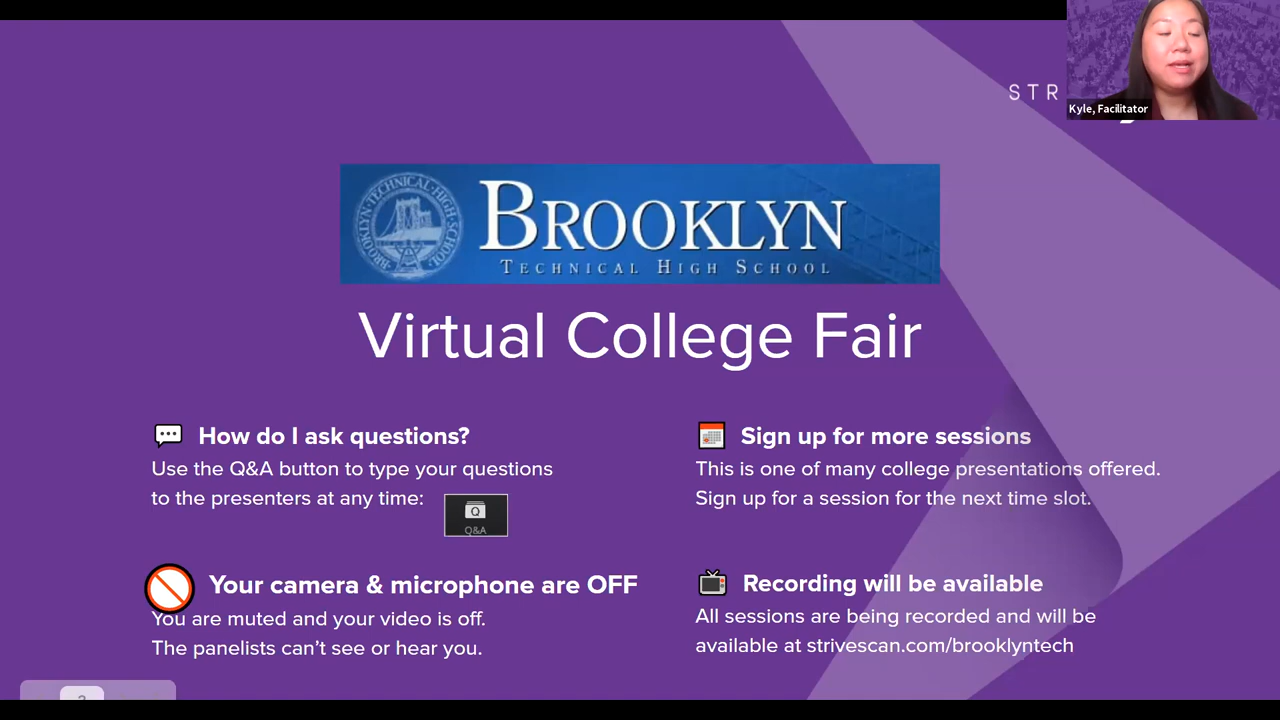 STR
Kyle, Facilitator
BROOKLYN TECHNICAL HIGH SCHOOL
BROOKLYN
TECHNICAL HIGH SCHOOL
Virtual College Fair
How do I ask questions?
Use the Q&A button to type your questions
to the presenters at any time:
Q
Q&A
Sign up for more sessions
This is one of many college presentations offered.
Sign up for a session for the next time slot.
Your camera & microphone are OFF
You are muted and your video is off.
The panelists can’t see or hear you.
Recording will be available
All sessions are being recorded and will be
available at strivescan.com/brooklyntech